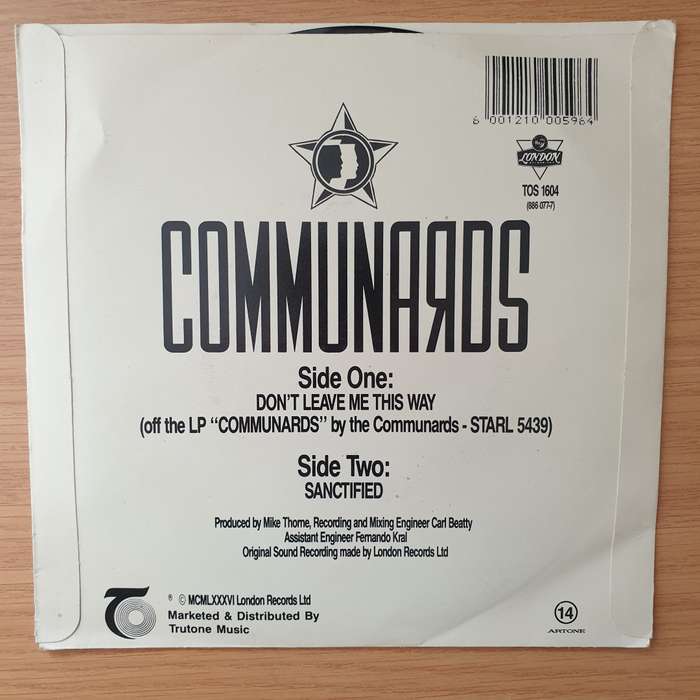 6 001210 005964
LONDON
TOS 1604
(886 077-7)
COMMUNARDS
Side One:
DON'T LEAVE ME THIS WAY
(off the LP "COMMUNARDS" by the Communards - STARL 5439)
Side Two:
SANCTIFIED
Produced by Mike Thorne, Recording and Mixing Engineer Carl Beatty
Assistant Engineer Fernando Kral
Original Sound Recording made by London Records Ltd
℗ © MCMLXXXVI London Records Ltd
Marketed & Distributed By
Trutone Music
14
ARTONE